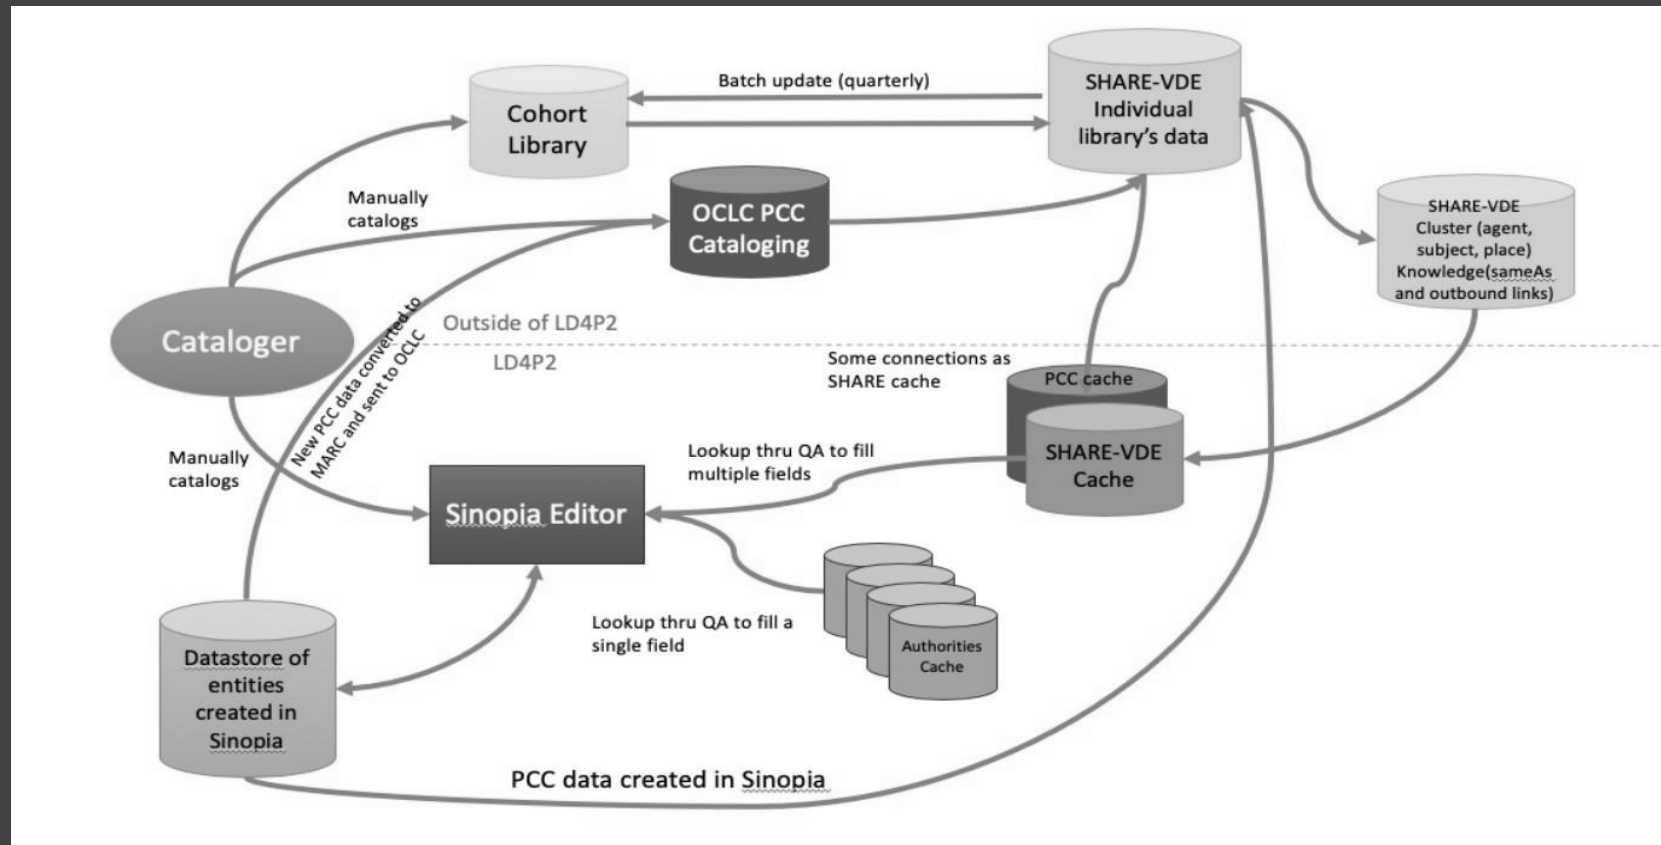 Batch update (quarterly)
Cohort
Library
SHARE-VDE
Individual
library's data
Manually
catalogs
OCLC PCC
Cataloging
SHARE-VDE
Cluster (agent,
subject, place)
Knowledge(sameAs
and outbound links)
Cataloger
New PCC data converted to
MARC and sent to OCLC
Outside of LD4P2
LD4P2
Some connections as
SHARE cache
PCC cache
SHARE-VDE
Cache
Manually
catalogs
Lookup thru QA to fill
multiple fields
Sinopia Editor
Lookup thru QA to fill a
single field
Authorities
Cache
Datastore of
entities
created in
Sinopia
PCC data created in Sinopia